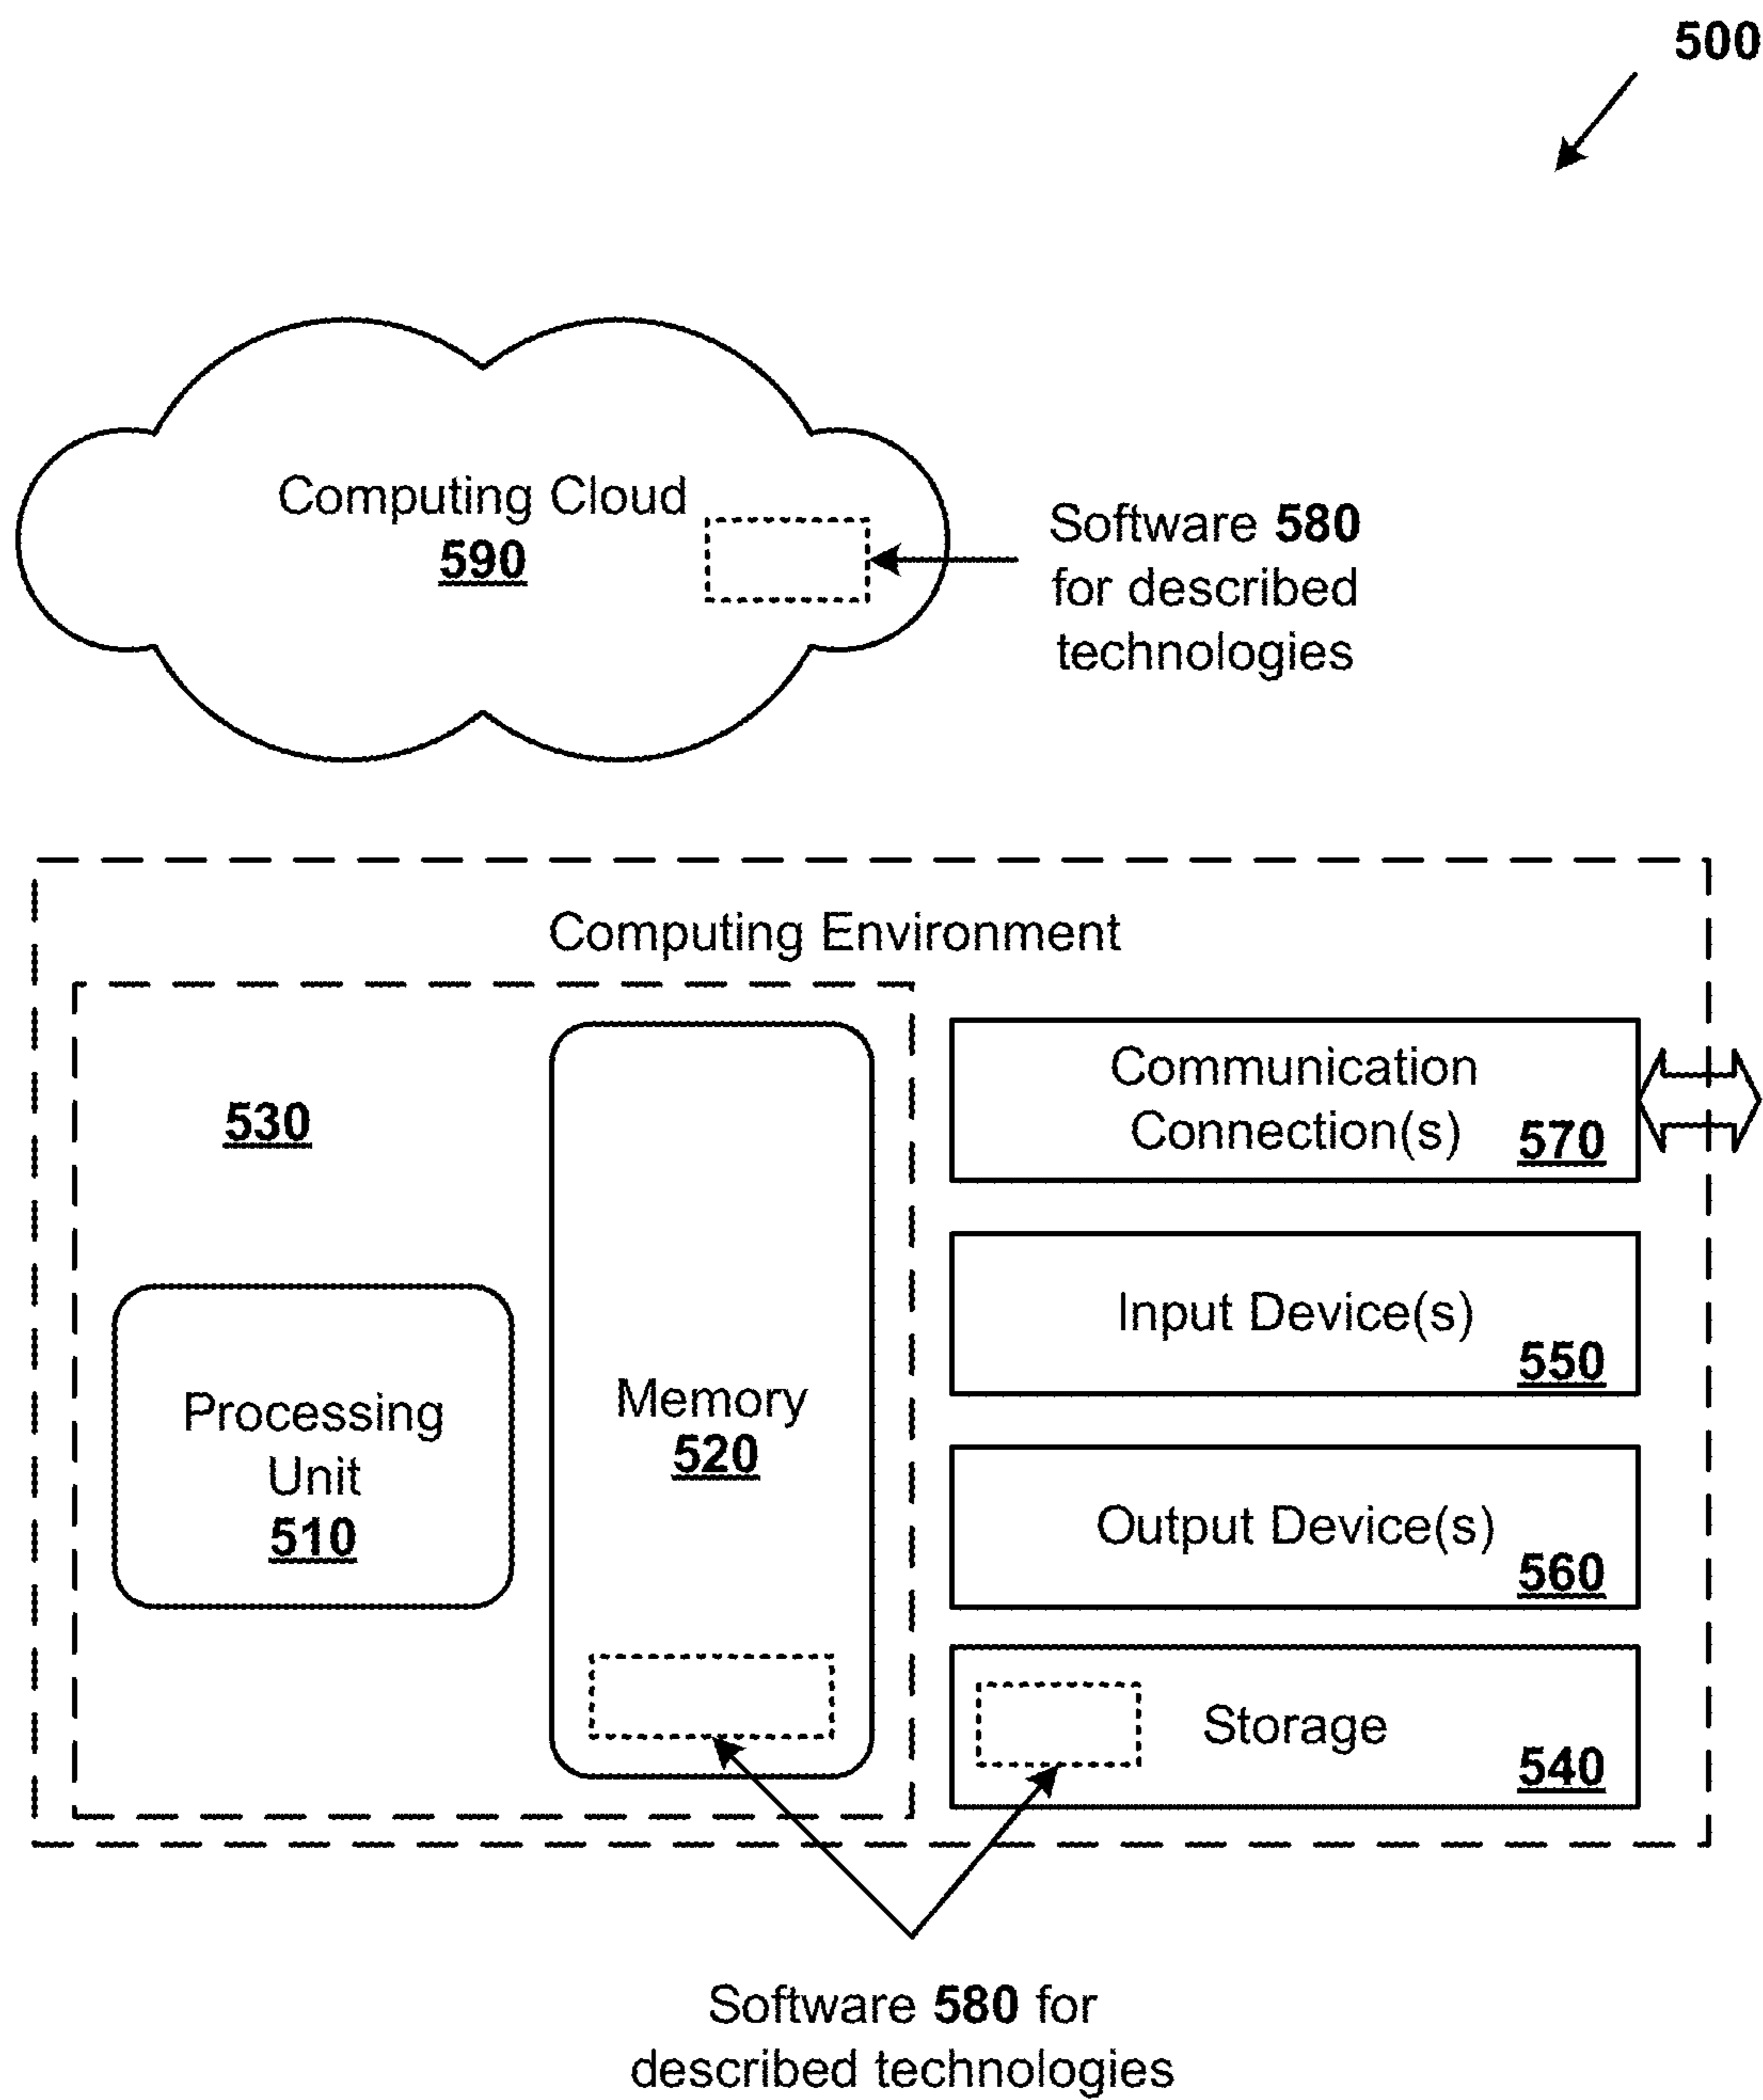 500
Computing Cloud
590
Software 580
for described
technologies
Computing Environment
530
Processing
Unit
510
Memory
520
Communication
Connection(s)
570
Input Device(s)
550
Output Device(s)
560
Storage
540
Software 580 for
described technologies